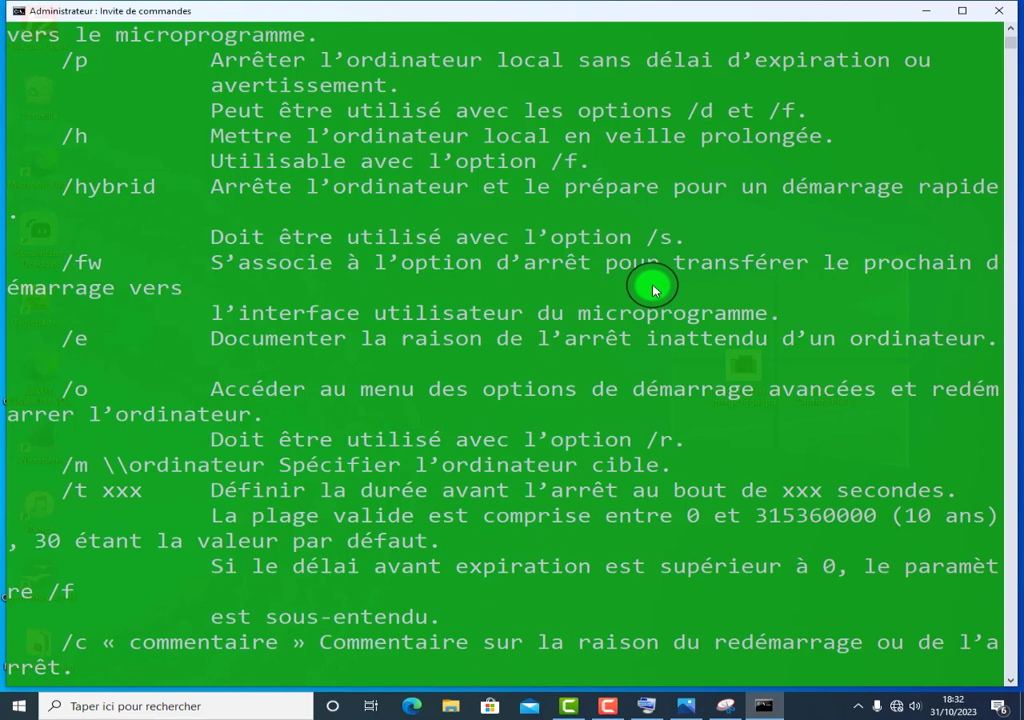 Administrateur : Invite de commandes
vers le microprogramme.
/p Arrêter l’ordinateur local sans délai d’expiration ou
avertissement.
Peut être utilisé avec les options /d et /f.
/h Mettre l’ordinateur local en veille prolongée.
Utilisable avec l’option /f.
/hybrid Arrête l’ordinateur et le prépare pour un démarrage rapide
.
Doit être utilisé avec l’option /s.
/fw S’associe à l’option d’arrêt pour transférer le prochain d
émarrage vers
l’interface utilisateur du microprogramme.
/e Documenter la raison de l’arrêt inattendu d’un ordinateur.
/o Accéder au menu des options de démarrage avancées et redém
arrer l’ordinateur.
Doit être utilisé avec l’option /r.
/m \\ordinateur Spécifier l’ordinateur cible.
/t xxx Définir la durée avant l’arrêt au bout de xxx secondes.
La plage valide est comprise entre 0 et 315360000 (10 ans)
, 30 étant la valeur par défaut.
Si le délai avant expiration est supérieur à 0, le paramèt
re /f
est sous-entendu.
/c « commentaire » Commentaire sur la raison du redémarrage ou de l’a
rrêt.
Taper ici pour rechercher
18:32
31/10/2023
6